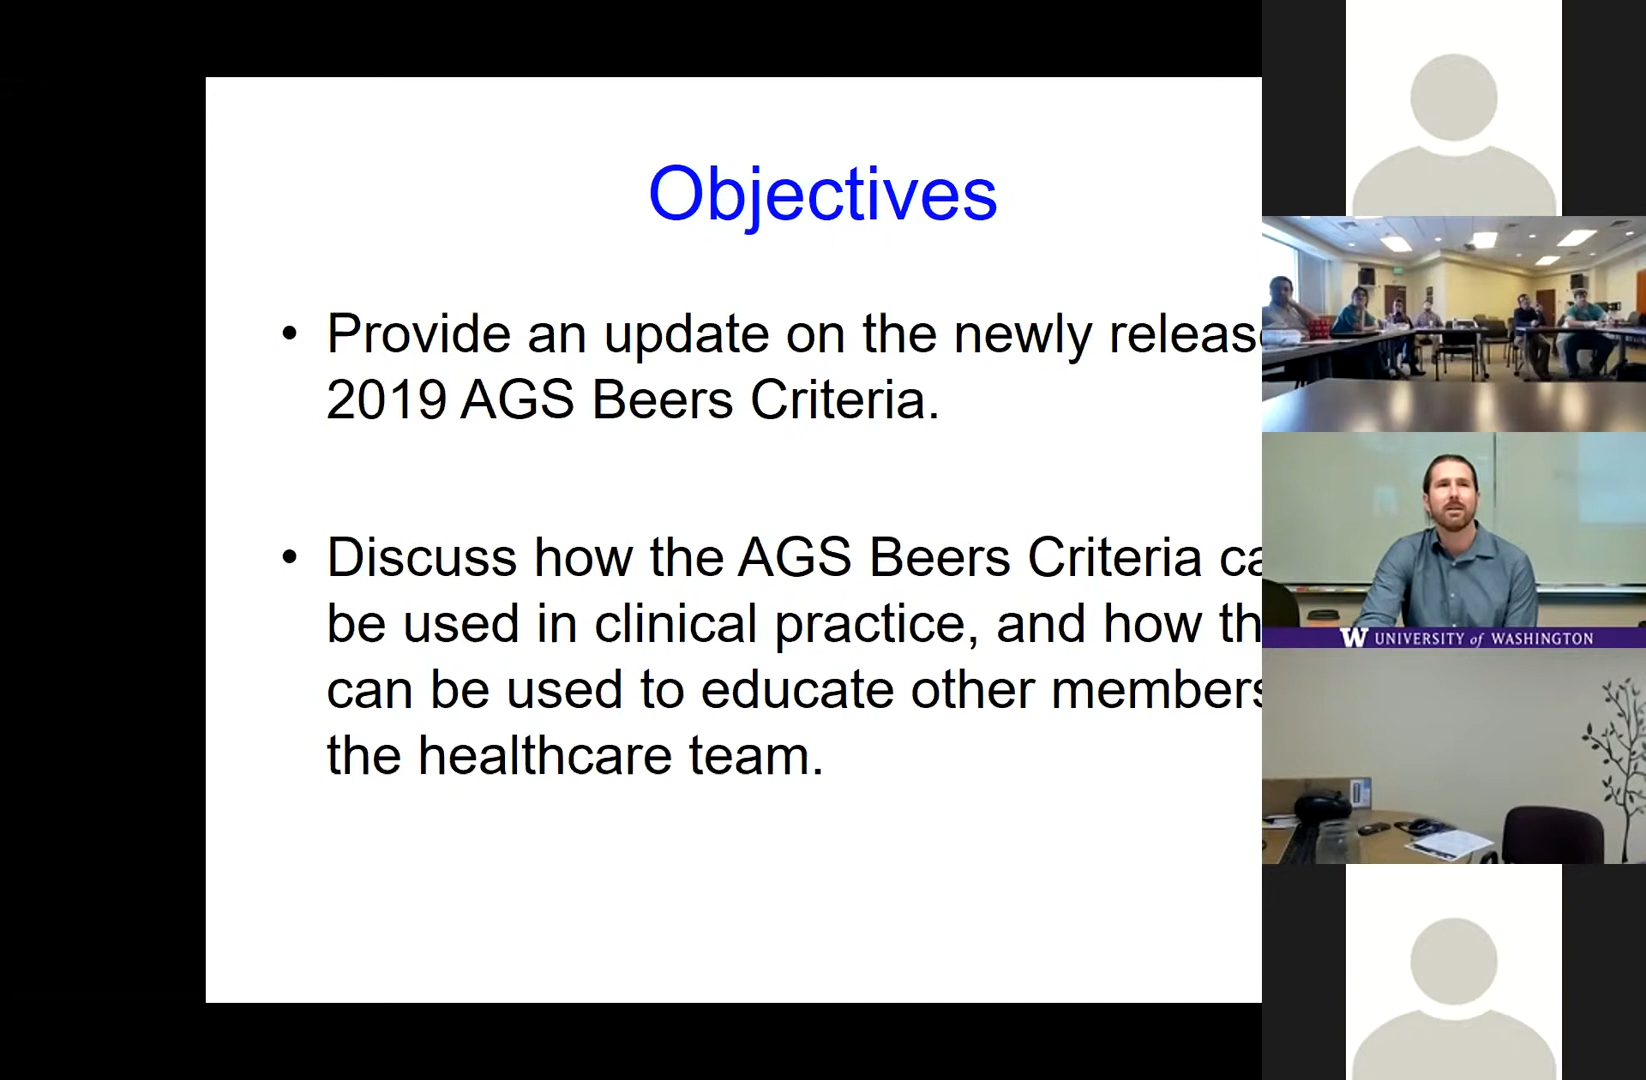 Objectives
• Provide an update on the newly releas
2019 AGS Beers Criteria.
• Discuss how the AGS Beers Criteria ca
be used in clinical practice, and how th
can be used to educate other members
the healthcare team.
W UNIVERSITY of WASHINGTON